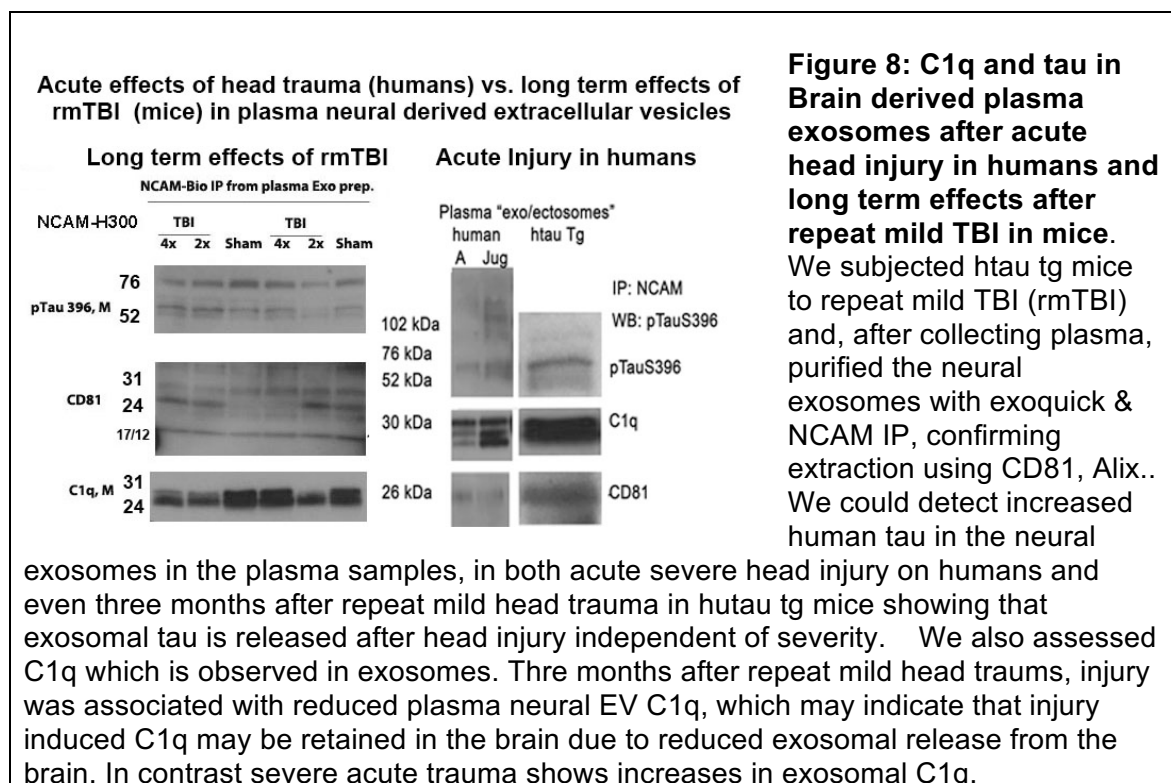 Acute effects of head trauma (humans) vs. long term effects of
rmTBI (mice) in plasma neural derived extracellular vesicles
Long term effects of rmTBI
NCAM-Bio IP from plasma Exo prep.
NCAM-H300
TBI TBI
4x 2x Sham 4x 2x Sham
76
pTau 396, M
52
31
CD81
24
17/12
C1q, M 31
24
Acute Injury in humans
Plasma “exo/ectosomes”
human htau Tg
A Jug
IP: NCAM
102 kDa WB: pTauS396
76 kDa
52 kDa pTauS396
30 kDa C1q
26 kDa CD81
Figure 8: C1q and tau in
Brain derived plasma
exosomes after acute
head injury in humans and
long term effects after
repeat mild TBI in mice.
We subjected htau tg mice
to repeat mild TBI (rmTBI)
and, after collecting plasma,
purified the neural
exosomes with exoquick &
NCAM IP, confirming
extraction using CD81, Alix..
We could detect increased
human tau in the neural
exosomes in the plasma samples, in both acute severe head injury on humans and
even three months after repeat mild head trauma in hutau tg mice showing that
exosomal tau is released after head injury independent of severity. We also assessed
C1q which is observed in exosomes. Thre months after repeat mild head traums, injury
was associated with reduced plasma neural EV C1q, which may indicate that injury
induced C1q may be retained in the brain due to reduced exosomal release from the
brain. In contrast severe acute trauma shows increases in exosomal C1q.